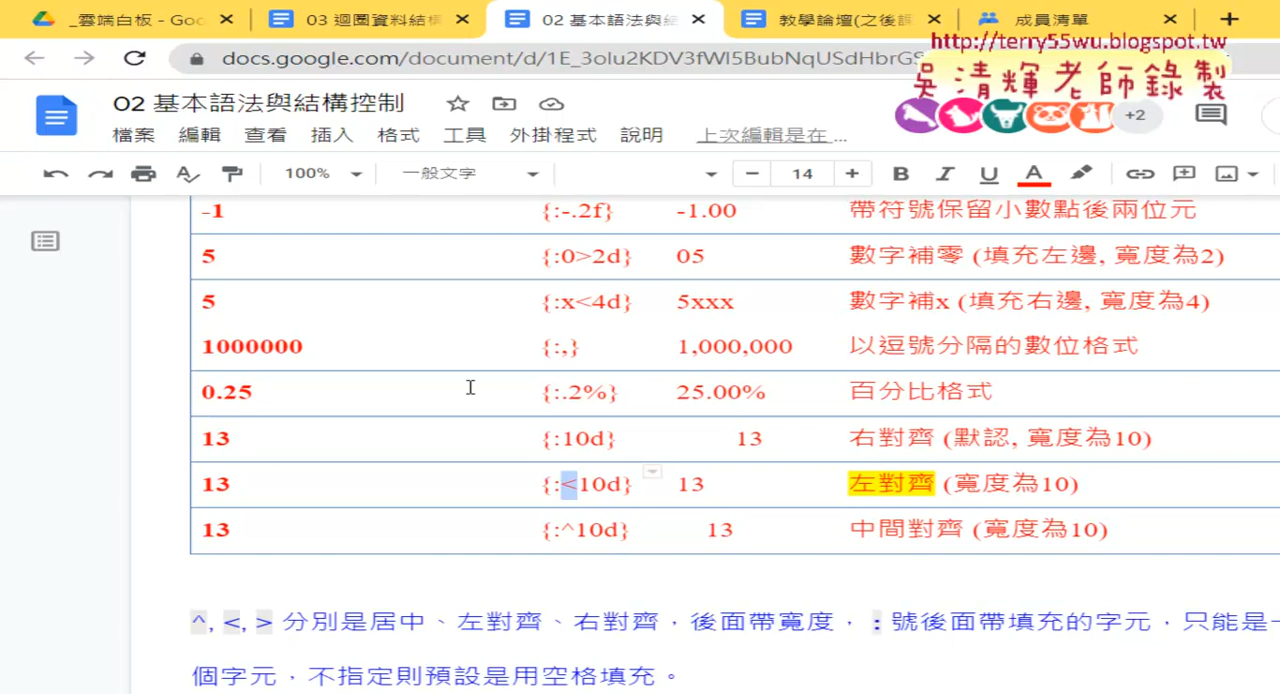 _雲端白板 - Goo
03 迴圈資料結構
02 基本語法與結
教學論壇(之後課
成員清單
docs.google.com/document/d/1E_3olu2KDV3fWI5BubNqUSdHbrGS
http://terry55wu.blogspot.tw
吳清輝老師錄製
02 基本語法與結構控制
+2
檔案 編輯 查看 插入 格式 工具 外掛程式 說明 上次編輯是在 ...
100% 一般文字 14 B I U A
-1 {:-.2f} -1.00 帶符號保留小數點後兩位元
5 {:0>2d} 05 數字補零 (填充左邊, 寬度為2)
5 {:x<4d} 5xxx 數字補x (填充右邊, 寬度為4)
1000000 {:,} 1,000,000 以逗號分隔的數位格式
0.25 {:.2%} 25.00% 百分比格式
13 {:10d} 13 右對齊 (默認, 寬度為10)
13 {:<10d} 13 左對齊 (寬度為10)
13 {:^10d} 13 中間對齊 (寬度為10)
^, <, > 分別是居中、左對齊、右對齊，後面帶寬度， : 號後面帶填充的字元，只能是一
個字元，不指定則預設是用空格填充。